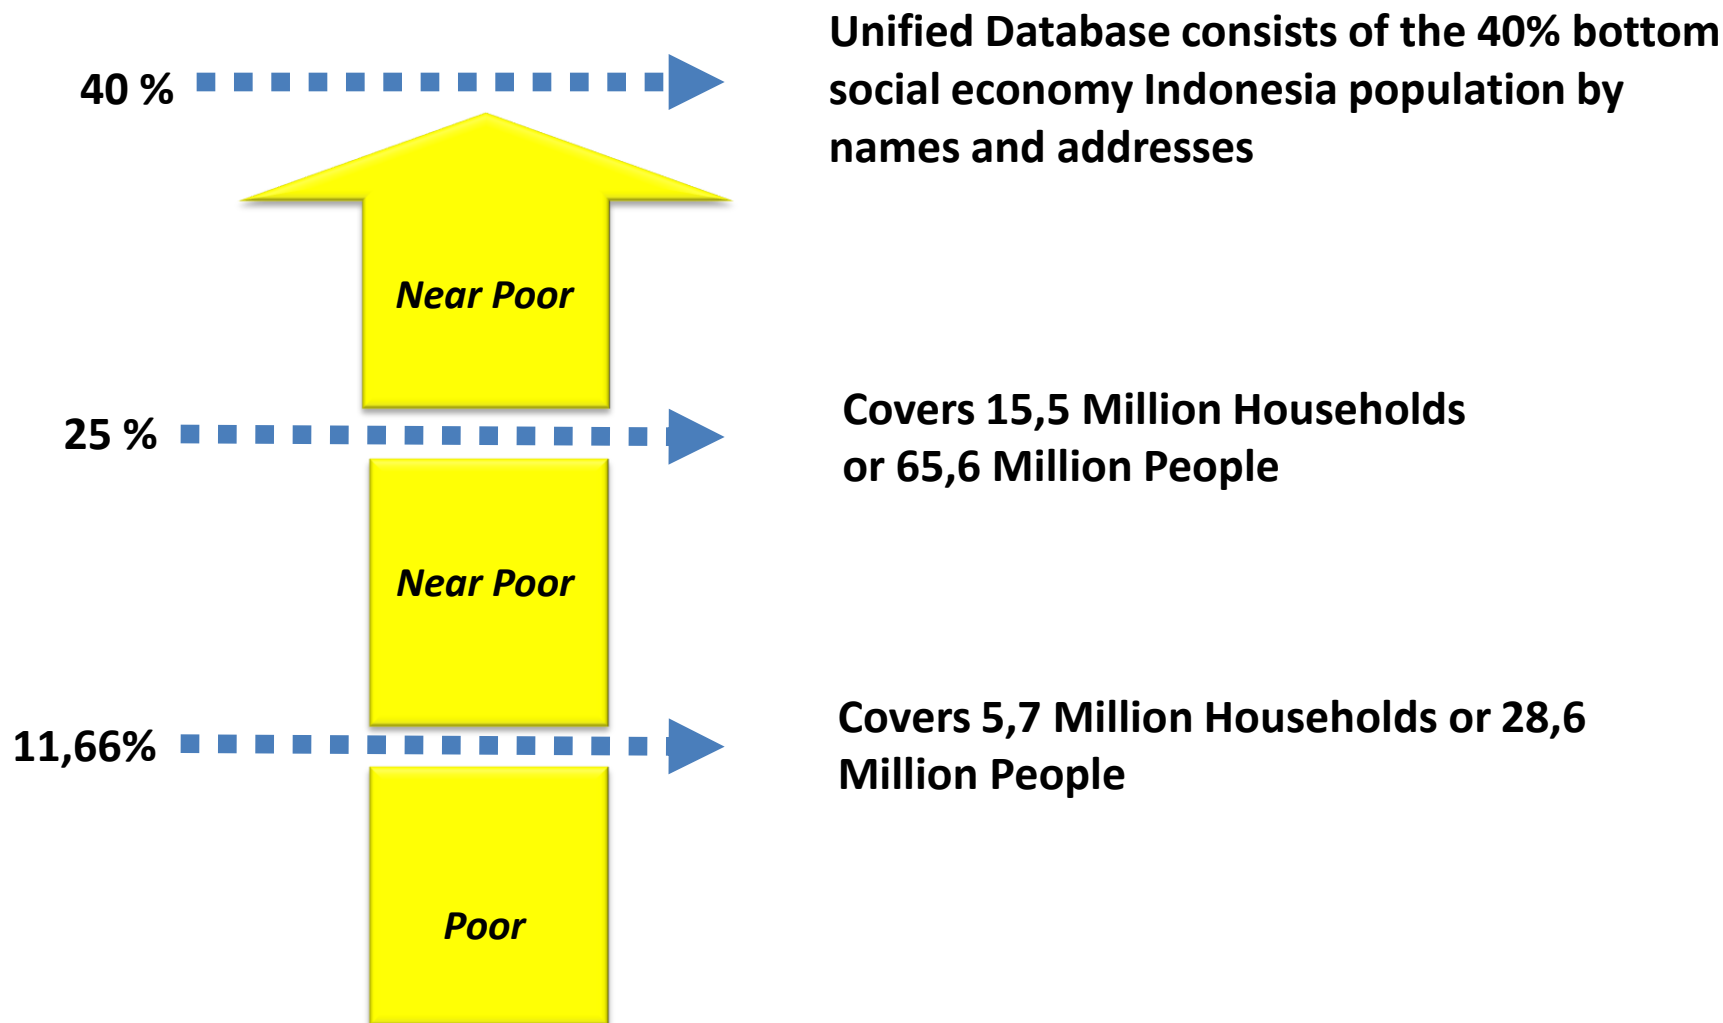 Unified Database consists of the 40% bottom
social economy Indonesia population by
names and addresses
40 %
Near Poor
25 %
Covers 15,5 Million Households
or 65,6 Million People
Near Poor
11,66%
Covers 5,7 Million Households or 28,6
Million People
Poor